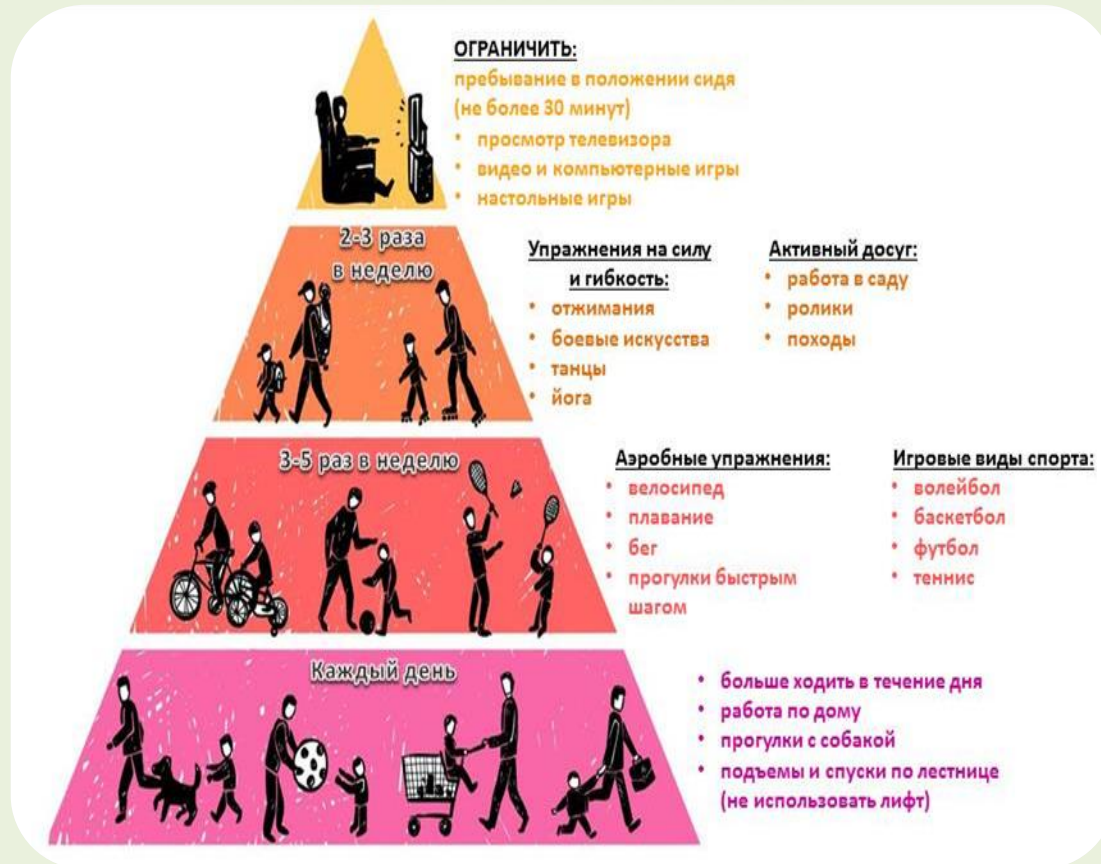 ОГРАНИЧИТЬ:
пребывание в положении сидя
(не более 30 минут)
• просмотр телевизора
• видео и компьютерные игры
• настольные игры
2-3 раза
в неделю
Упражнения на силу
и гибкость:
• отжимания
• боевые искусства
• танцы
• йога
Активный досуг:
• работа в саду
• ролики
• походы
3-5 раз в неделю
Аэробные упражнения:
• велосипед
• плавание
• бег
• прогулки быстрым
шагом
Игровые виды спорта:
• волейбол
• баскетбол
• футбол
• теннис
Каждый день
• больше ходить в течение дня
• работа по дому
• прогулки с собакой
• подъемы и спуски по лестнице
(не использовать лифт)